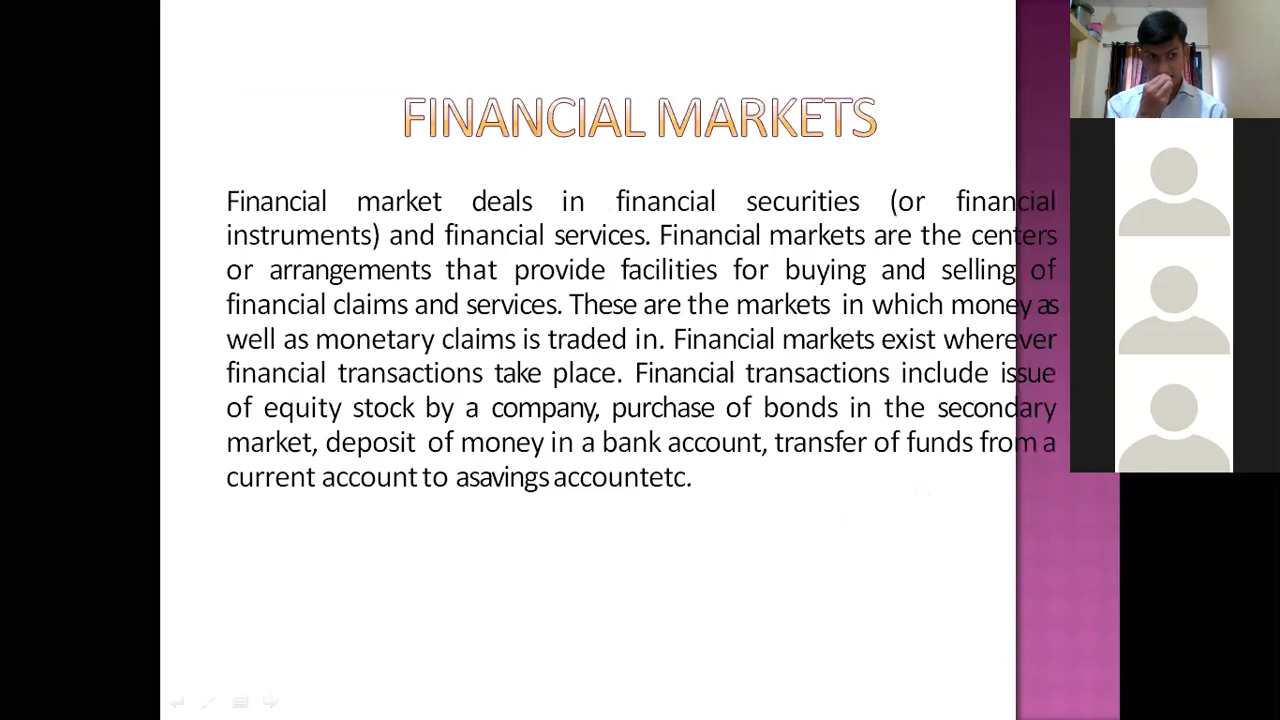 FINANCIAL MARKETS
Financial market deals in financial securities (or financial
instruments) and financial services. Financial markets are the centers
or arrangements that provide facilities for buying and selling of
financial claims and services. These are the markets in which money as
well as monetary claims is traded in. Financial markets exist wherever
financial transactions take place. Financial transactions include issue
of equity stock by a company, purchase of bonds in the secondary
market, deposit of money in a bank account, transfer of funds from a
current account to asavings accountetc.